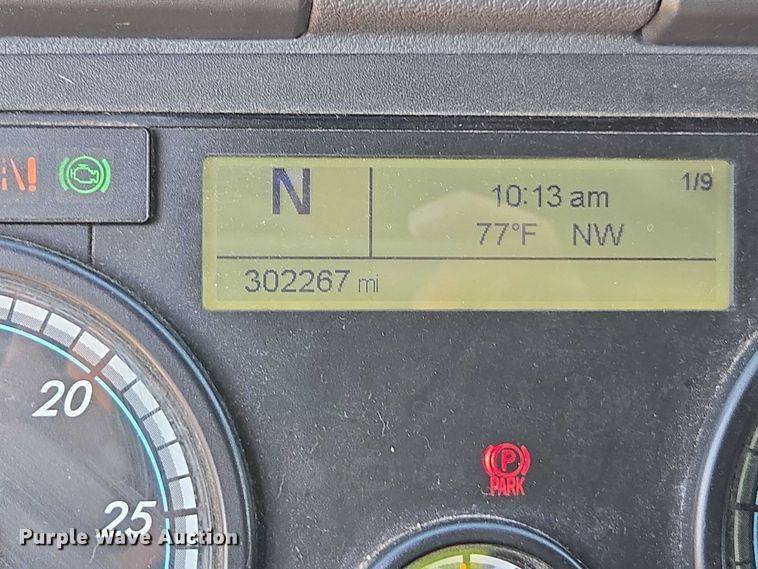 N
10:13 am
1/9
77°F NW
302267 mi
20
25
P
PARK
Purple Wave Auction